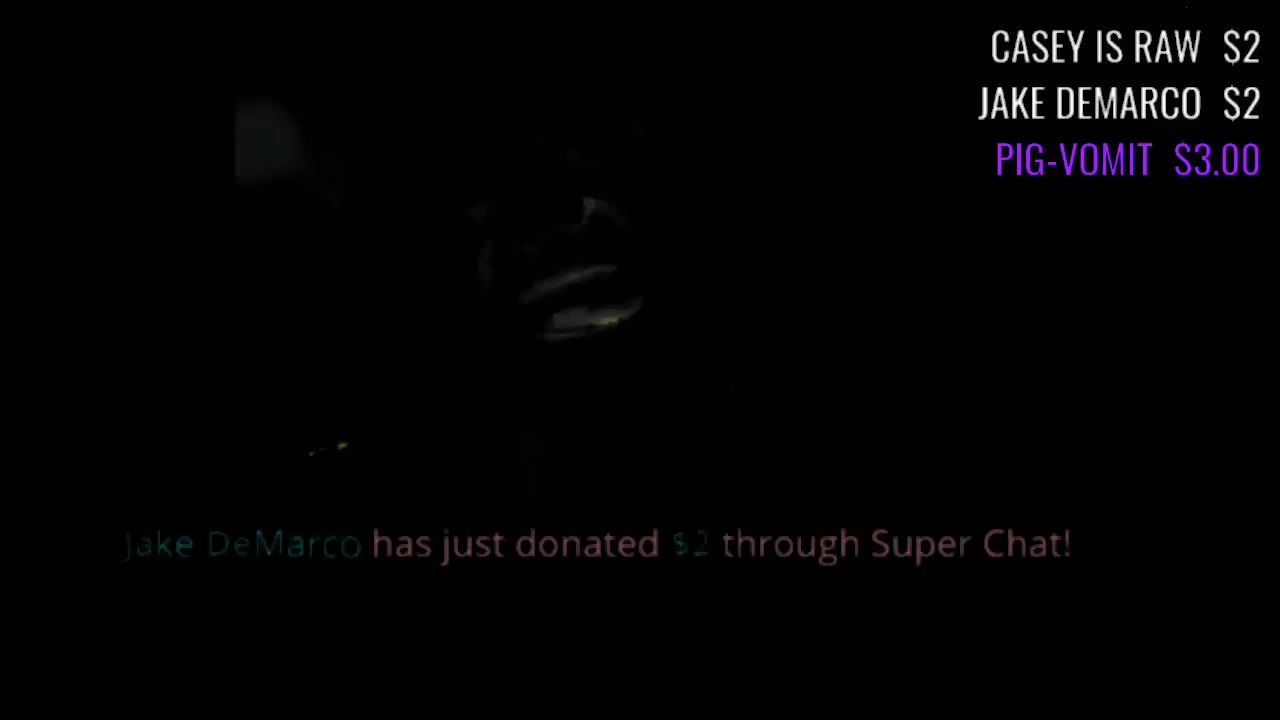 CASEY IS RAW $2
JAKE DEMARCO $2
PIG-VOMIT $3.00
Jake DeMarco has just donated $2 through Super Chat!